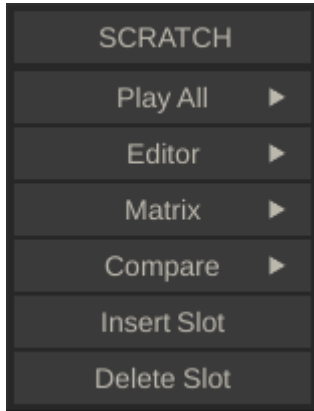 SCRATCH
Play All
Editor
Matrix
Compare
Insert Slot
Delete Slot